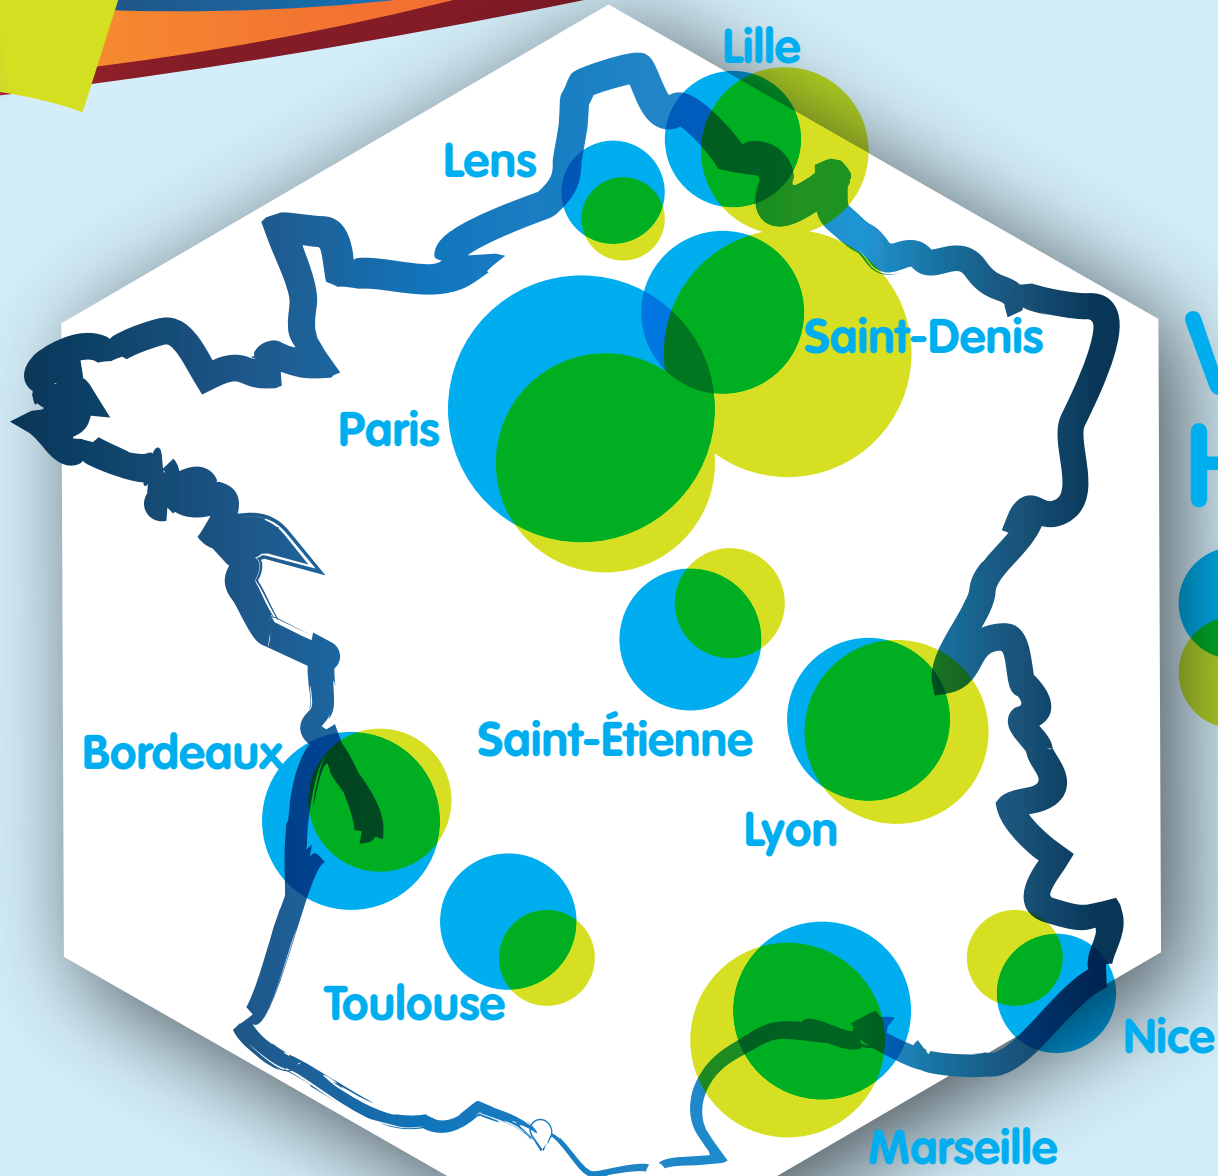 Lille
Lens
Saint-Denis
Paris
Saint-Étienne
Bordeaux
Lyon
Toulouse
Nice
Marseille